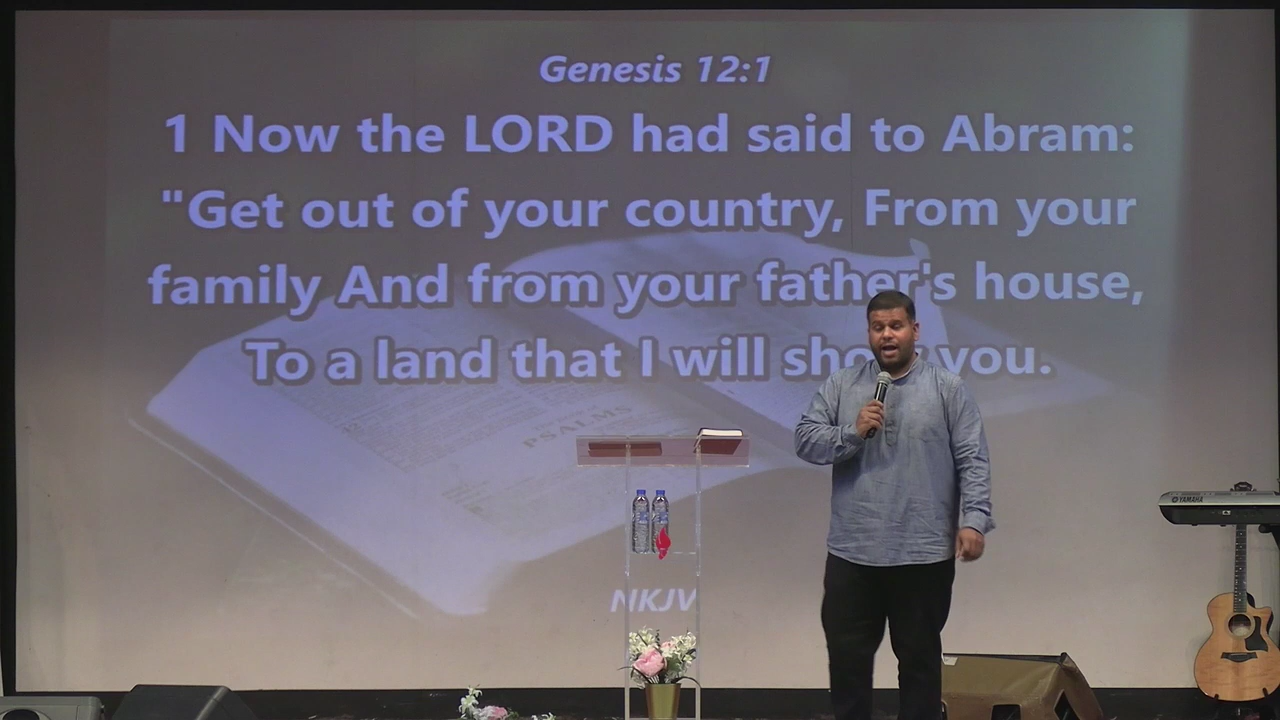 Genesis 12:1
1 Now the LORD had said to Abram:
"Get out of your country, From your
family And from your father's house,
To a land that I will show you.
PSALMS
NKJV
YAMAHA